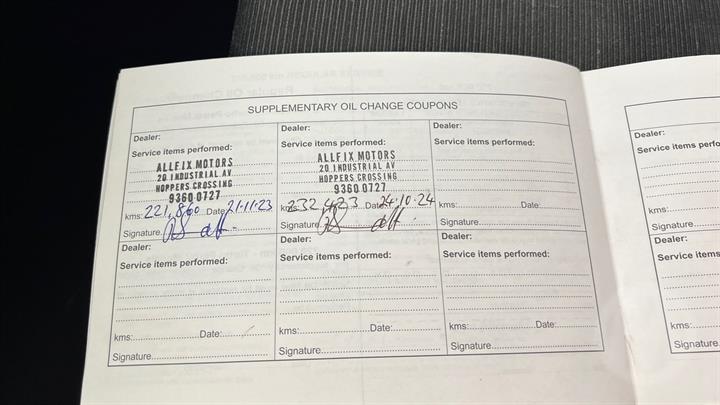 SUPPLEMENTARY OIL CHANGE COUPONS
Dealer:
Service items performed:
ALLFIX MOTORS
20 INDUSTRIAL AV
HOPPERS CROSSING
9360 0727
kms: 221,860 Date: 21·11·23
Signature
Dealer:
Service items performed:
ALLFIX MOTORS
20 INDUSTRIAL AV
HOPPERS CROSSING
9360 0727
kms: 232,423 Date: 24·10·24
Signature
Dealer:
Service items performed:
kms: Date:
Signature
Dealer:
Service items performed:
kms: Date:
Signature
Dealer:
Service items performed:
kms: Date:
Signature
Dealer:
Service items performed:
kms: Date:
Signature
Dealer:
Service items perfo
kms:
Signature
Dealer:
Service items
kms:
Signature